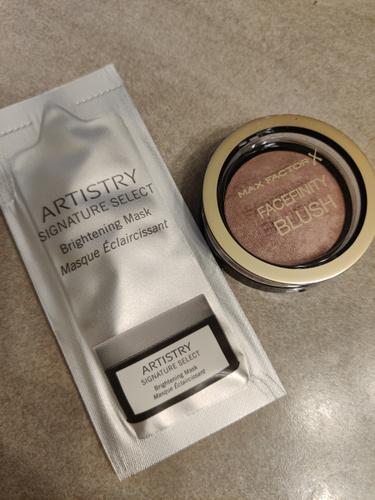 ARTISTRY
SIGNATURE SELECT
Brightening Mask
Masque Éclaircissant
ARTISTRY
SIGNATURE SELECT
Brightening Mask
Masque Éclaircissant
MAX FACTOR X
FACEFINITY
BLUSH